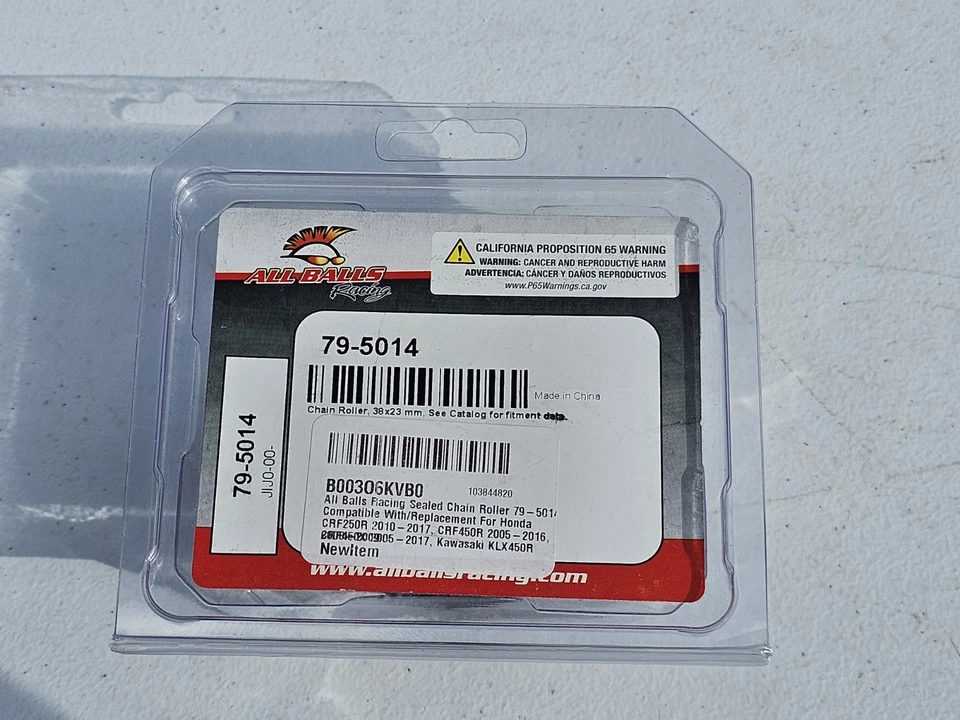 ALL BALLS
Racing
CALIFORNIA PROPOSITION 65 WARNING
WARNING: CANCER AND REPRODUCTIVE HARM
ADVERTENCIA: CÁNCER Y DAÑOS REPRODUCTIVOS
www.P65Warnings.ca.gov
79-5014
Made in China
Chain Roller, 38x23 mm, See Catalog for fitment data.
79-5014
JIJO-00-
B003O6KVB0
103844820
All Balls Racing Sealed Chain Roller 79-5014
Compatible With/Replacement For Honda
CRF250R 2010-2017, CRF450R 2005-2016,
2005-2017, Kawasaki KLX450R
NewItem
www.allballsracing.com